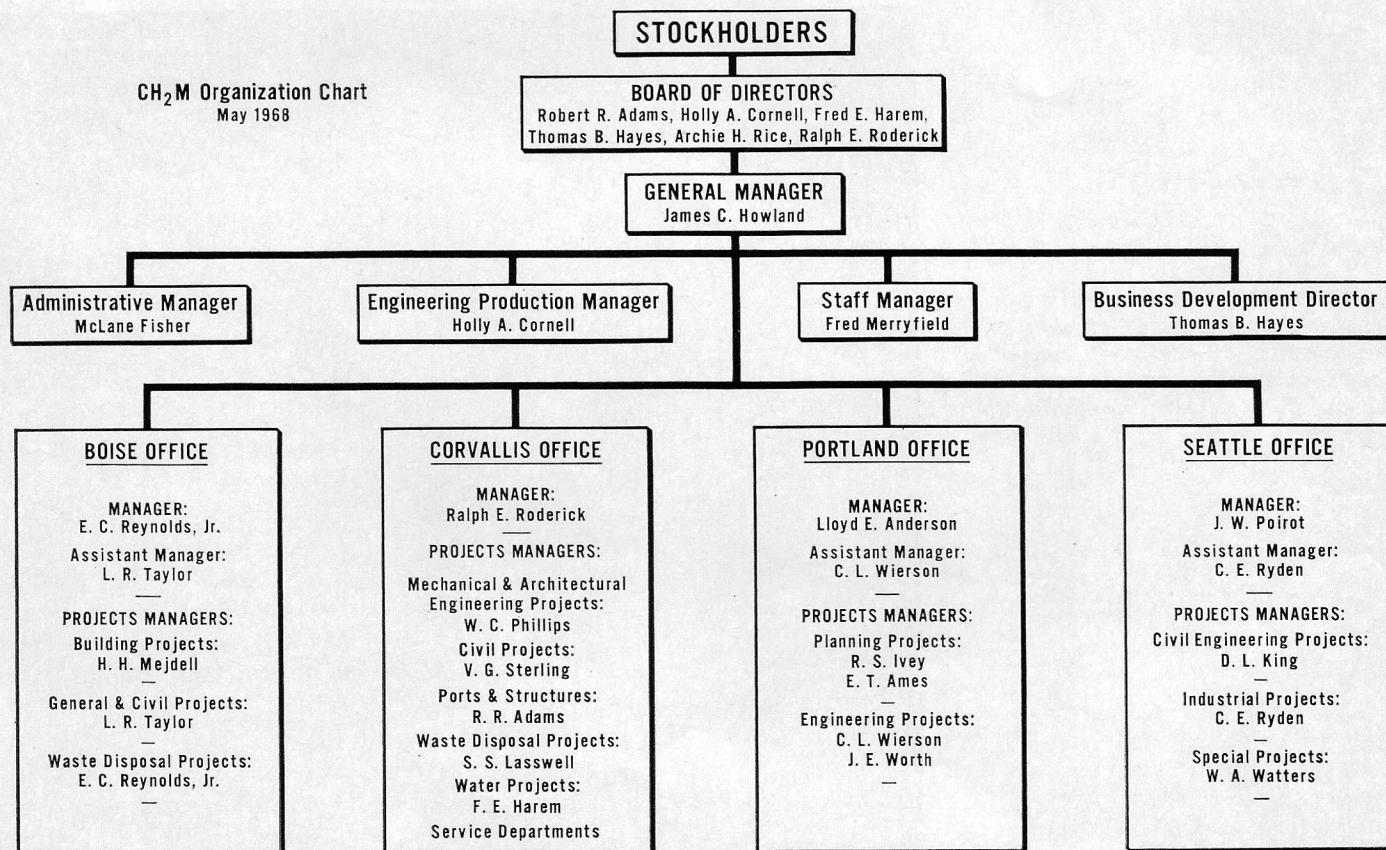 STOCKHOLDERS
CH₂M Organization Chart
May 1968
BOARD OF DIRECTORS
Robert R. Adams, Holly A. Cornell, Fred E. Harem,
Thomas B. Hayes, Archie H. Rice, Ralph E. Roderick
GENERAL MANAGER
James C. Howland
Administrative Manager
McLane Fisher
Engineering Production Manager
Holly A. Cornell
Staff Manager
Fred Merryfield
Business Development Director
Thomas B. Hayes
BOISE OFFICE
MANAGER:
E. C. Reynolds, Jr.
Assistant Manager:
L. R. Taylor
PROJECTS MANAGERS:
Building Projects:
H. H. Mejdell
General & Civil Projects:
L. R. Taylor
Waste Disposal Projects:
E. C. Reynolds, Jr.
CORVALLIS OFFICE
MANAGER:
Ralph E. Roderick
PROJECTS MANAGERS:
Mechanical & Architectural
Engineering Projects:
W. C. Phillips
Civil Projects:
V. G. Sterling
Ports & Structures:
R. R. Adams
Waste Disposal Projects:
S. S. Lasswell
Water Projects:
F. E. Harem
Service Departments
PORTLAND OFFICE
MANAGER:
Lloyd E. Anderson
Assistant Manager:
C. L. Wierson
PROJECTS MANAGERS:
Planning Projects:
R. S. Ivey
E. T. Ames
Engineering Projects:
C. L. Wierson
J. E. Worth
SEATTLE OFFICE
MANAGER:
J. W. Poirot
Assistant Manager:
C. E. Ryden
PROJECTS MANAGERS:
Civil Engineering Projects:
D. L. King
Industrial Projects:
C. E. Ryden
Special Projects:
W. A. Watters